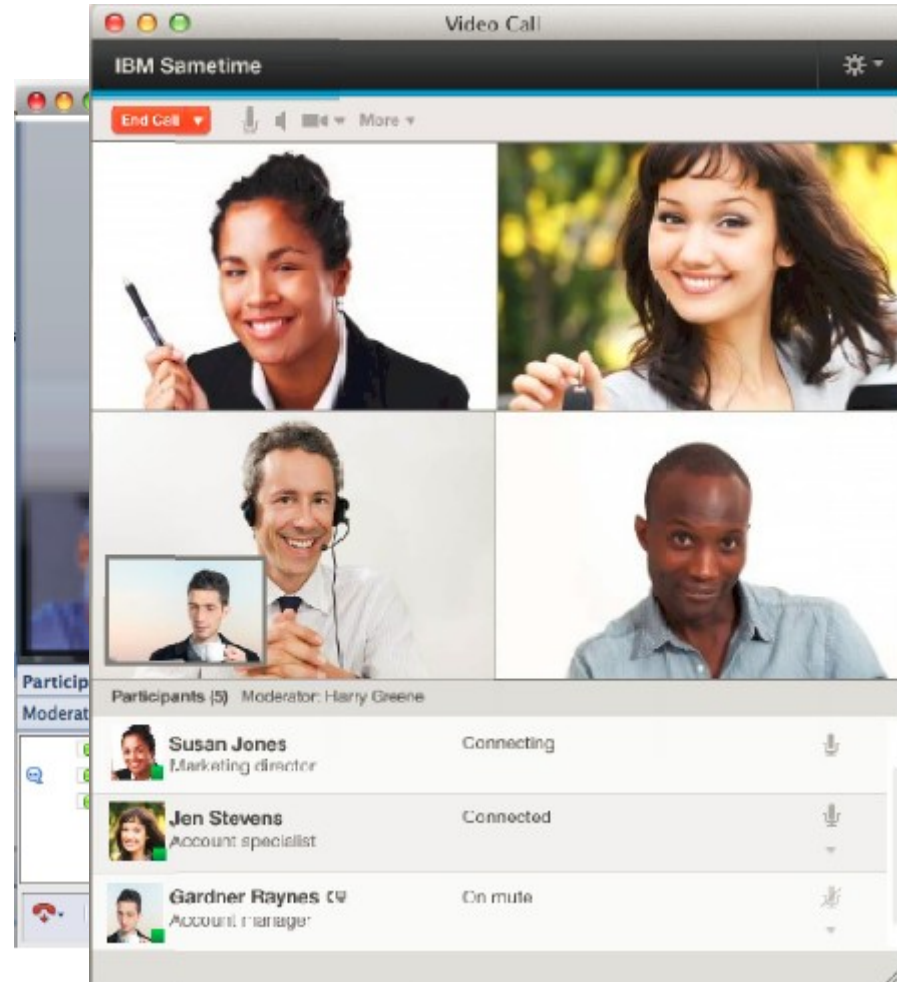 Video Call
IBM Sametime
End Call
More
Participants (5) Moderator: Harry Greene
Susan Jones
Connecting
Marketing director
Jen Stevens
Connected
Account specialist
Gardner Raynes
On mute
Account manager
Particip
Moderat